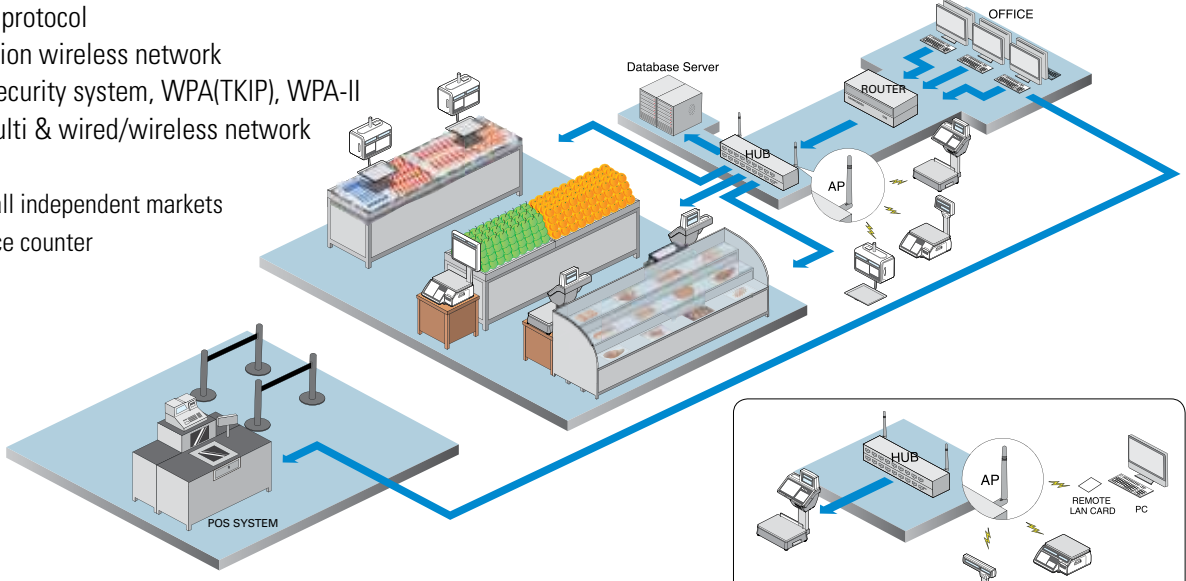 protocol
ion wireless network
ecurity system, WPA(TKIP), WPA-II
ulti & wired/wireless network
all independent markets
ce counter
OFFICE
Database Server
ROUTER
HUB
AP
POS SYSTEM
HUB
AP
REMOTE
LAN CARD
PC